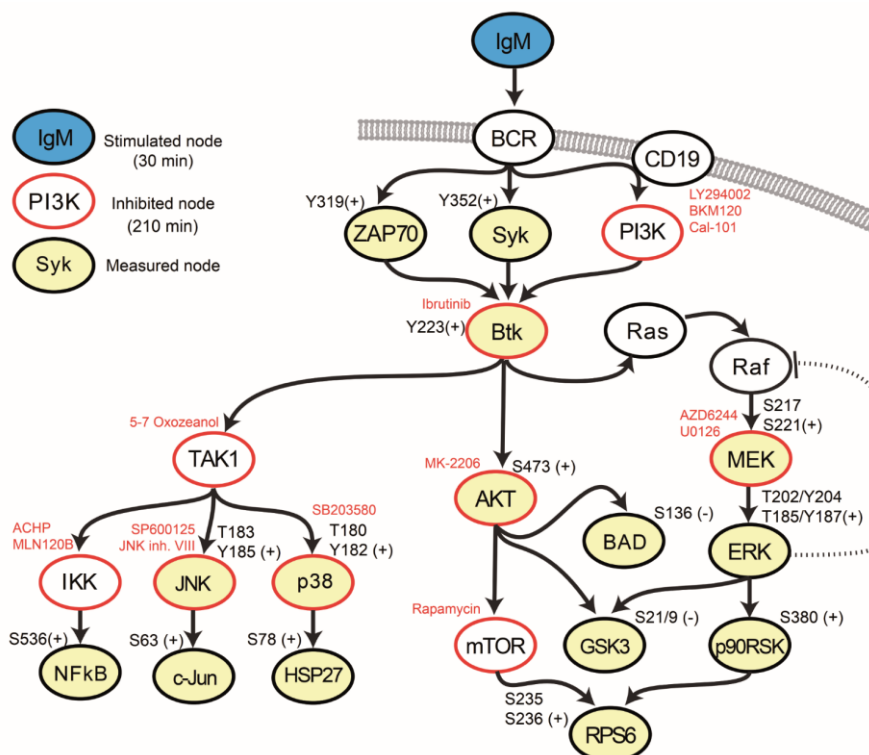 IgM
IgM
Stimulated node
(30 min)
BCR
CD19
PI3K
Inhibited node
(210 min)
Y319(+)
Y352(+)
LY294002
BKM120
Cal-101
ZAP70
Syk
PI3K
Syk
Measured node
Ibrutinib
Y223(+)
Btk
Ras
Raf
5-7 Oxozeanol
S217
S221(+)
AZD6244
U0126
TAK1
MK-2206
S473 (+)
MEK
AKT
SB203580
T202/Y204
T185/Y187(+)
ACHP
MLN120B
SP600125
JNK inh. VIII
T183
Y185 (+)
T180
Y182 (+)
S136 (-)
BAD
ERK
IKK
JNK
p38
Rapamycin
S21/9 (-)
S380 (+)
S536(+)
S63 (+)
S78 (+)
mTOR
GSK3
p90RSK
NFkB
c-Jun
HSP27
S235
S236 (+)
RPS6